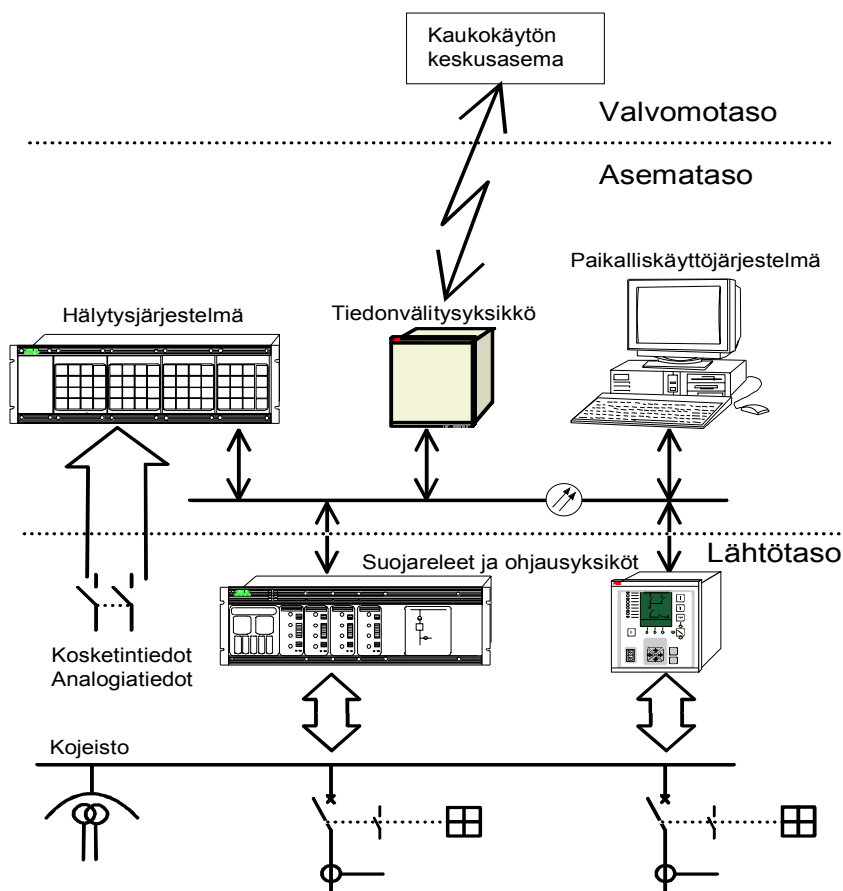 Kaukokäytön
keskusasema
Valvomotaso
Asemataso
Paikalliskäyttöjärjestelmä
Hälytysjärjestelmä
Tiedonvälitysyksikkö
Lähtötaso
Suojareleet ja ohjausyksiköt
Kosketintiedot
Analogiatiedot
Kojeisto